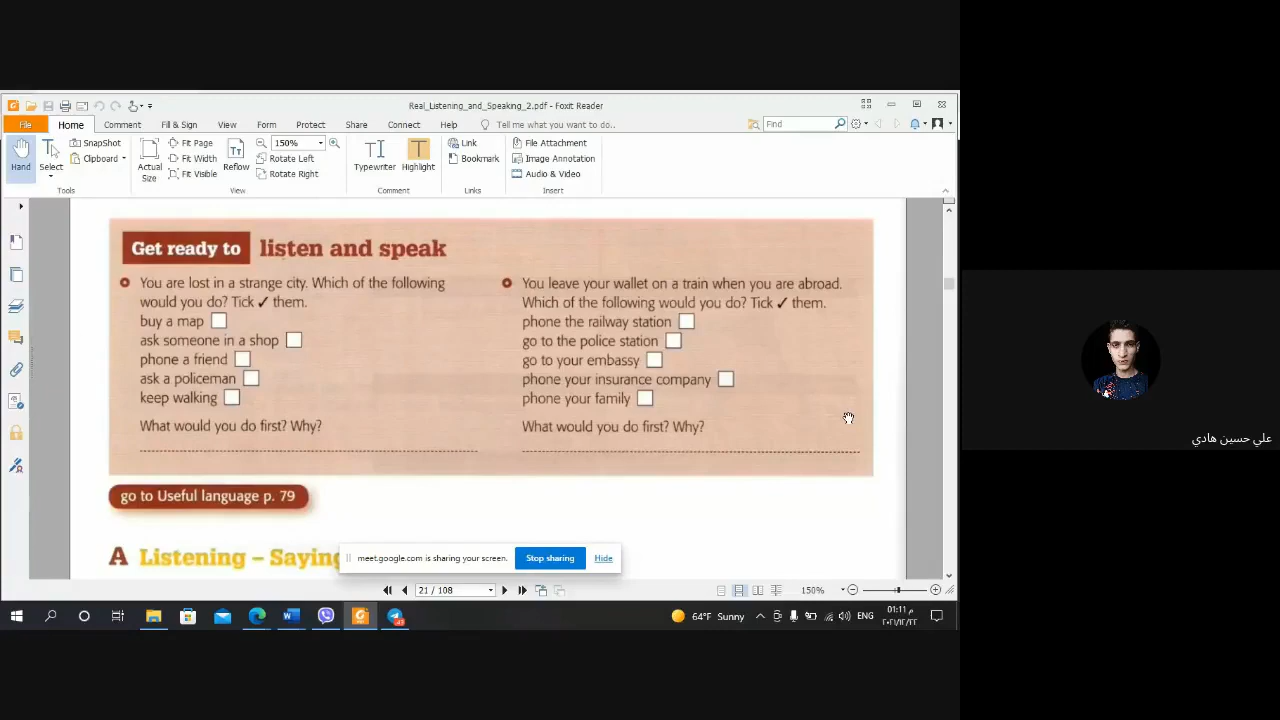 Real_Listening_and_Speaking_2.pdf - Foxit Reader
File Home Comment Fill & Sign View Form Protect Share Connect Help Tell me what you want to do.. Find
Hand
Select
SnapShot
Clipboard
Tools
Actual Size
Fit Page
Fit Width
Fit Visible
Reflow
150%
Rotate Left
Rotate Right
View
Typewriter
Highlight
Comment
Link
Bookmark
Links
File Attachment
Image Annotation
Audio & Video
Insert
Get ready to listen and speak
You are lost in a strange city. Which of the following
would you do? Tick ✓ them.
buy a map
ask someone in a shop
phone a friend
ask a policeman
keep walking
What would you do first? Why?
You leave your wallet on a train when you are abroad.
Which of the following would you do? Tick ✓ them.
phone the railway station
go to the police station
go to your embassy
phone your insurance company
phone your family
What would you do first? Why?
go to Useful language p. 79
A Listening – Saying
meet.google.com is sharing your screen. Stop sharing Hide
21 / 108
150%
64°F Sunny
ENG
01:11 م
علي حسين هادي